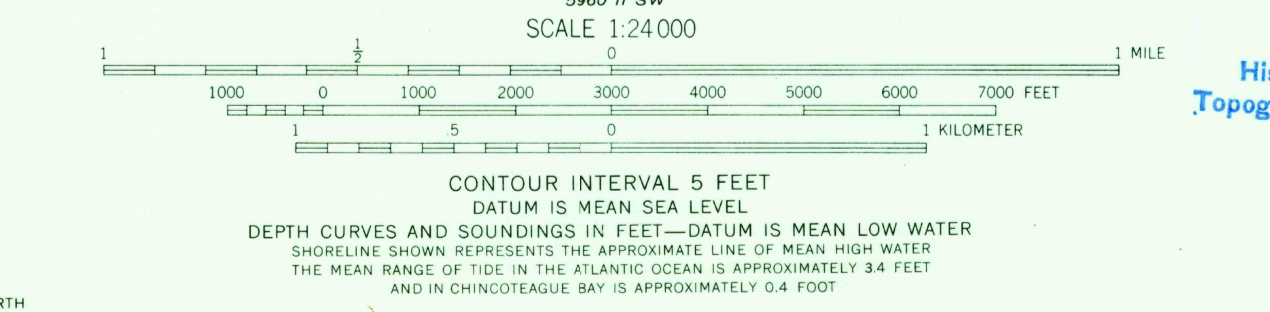 SCALE 1:24 000
1 ½ 0 1 MILE
1000 0 1000 2000 3000 4000 5000 6000 7000 FEET
1 .5 0 1 KILOMETER
CONTOUR INTERVAL 5 FEET
DATUM IS MEAN SEA LEVEL
DEPTH CURVES AND SOUNDINGS IN FEET—DATUM IS MEAN LOW WATER
SHORELINE SHOWN REPRESENTS THE APPROXIMATE LINE OF MEAN HIGH WATER
THE MEAN RANGE OF TIDE IN THE ATLANTIC OCEAN IS APPROXIMATELY 3.4 FEET
AND IN CHINCOTEAGUE BAY IS APPROXIMATELY 0.4 FOOT